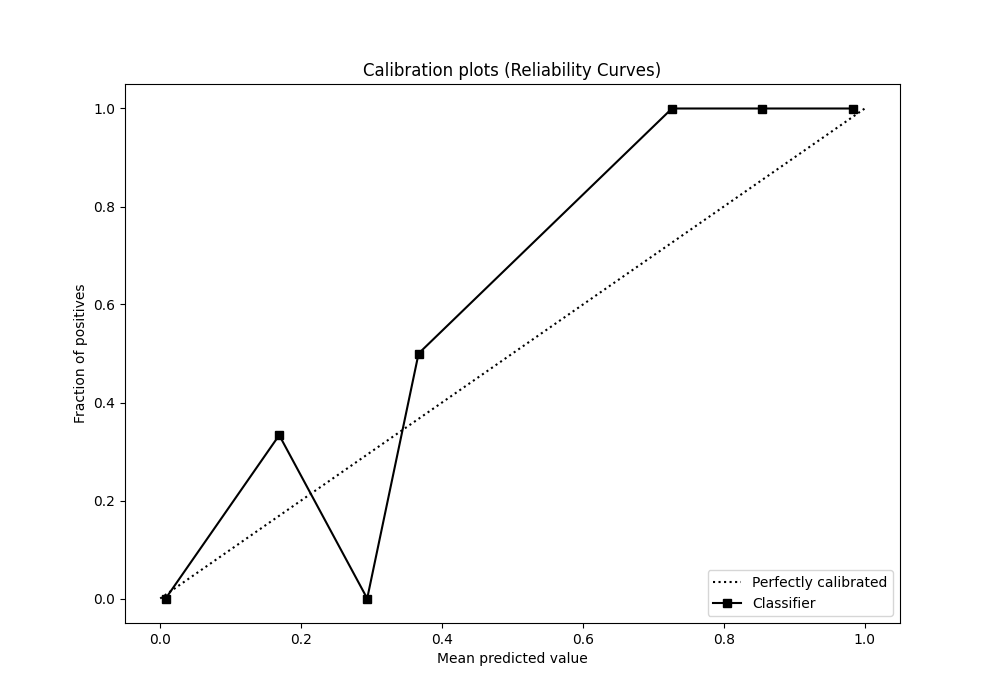 Calibration plots (Reliability Curves)
1.0
0.8
0.6
0.4
0.2
0.0
Fraction of positives
0.0 0.2 0.4 0.6 0.8 1.0
Mean predicted value
Perfectly calibrated
Classifier